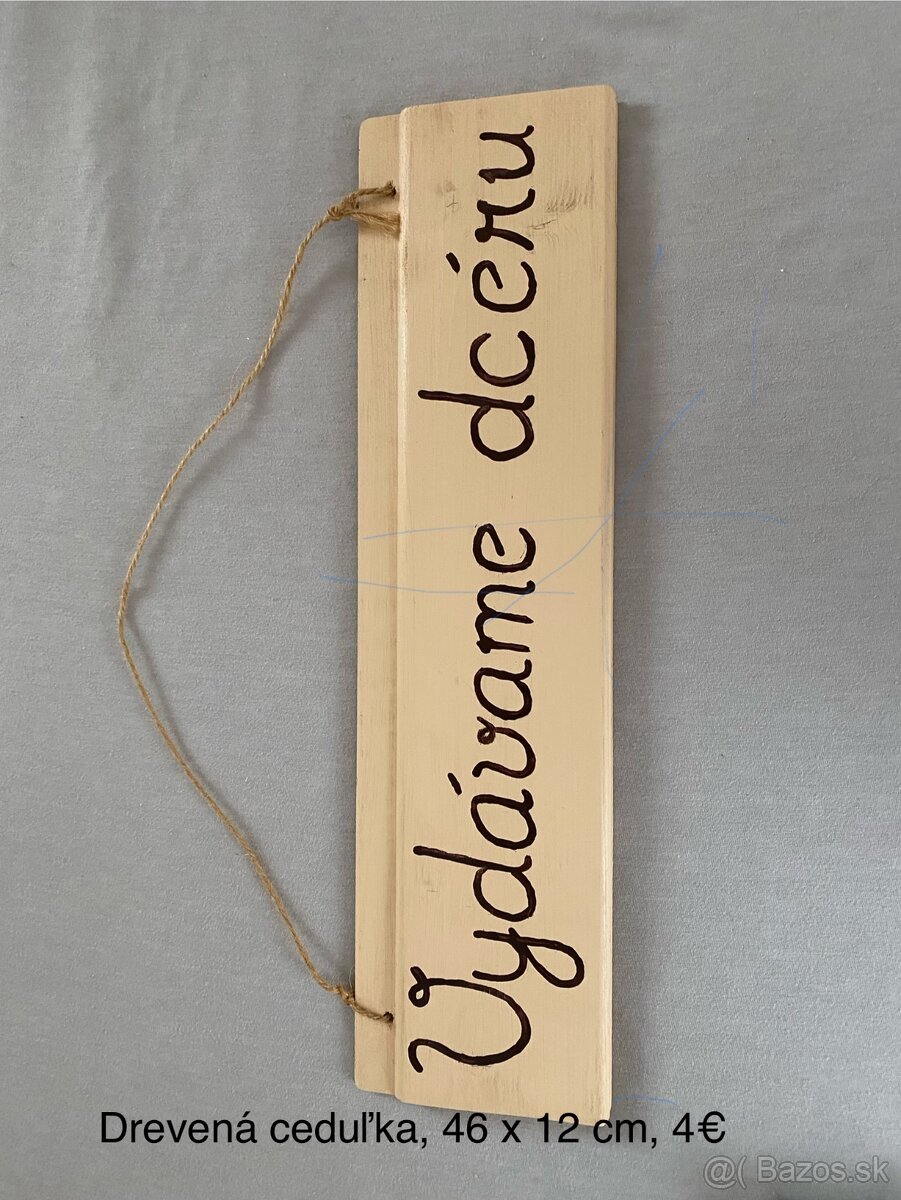 Vydávame dcéru
Drevená ceduľka, 46 x 12 cm, 4€
@( Bazos.sk